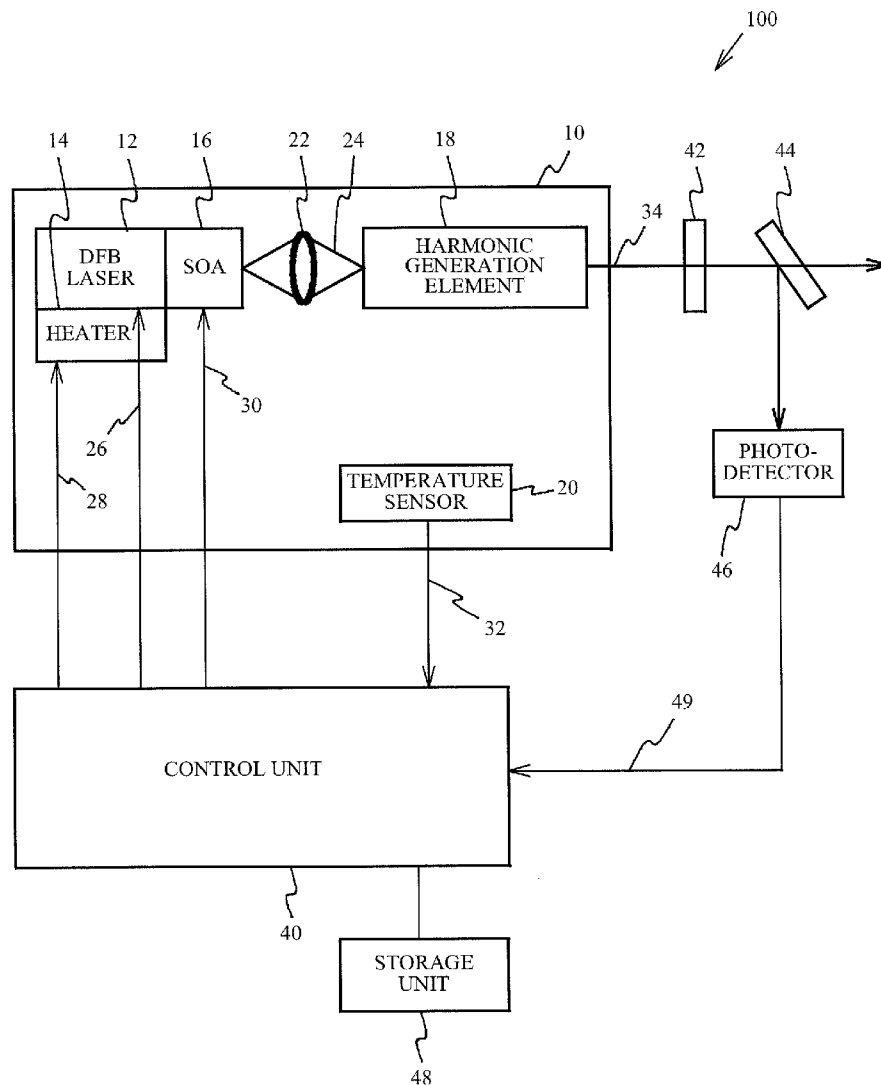 100
14
12
16
22
24
18
10
42
44
34
DFB
LASER
SOA
HARMONIC
GENERATION
ELEMENT
HEATER
30
26
28
TEMPERATURE
SENSOR
20
PHOTO-
DETECTOR
46
32
49
CONTROL UNIT
40
STORAGE
UNIT
48